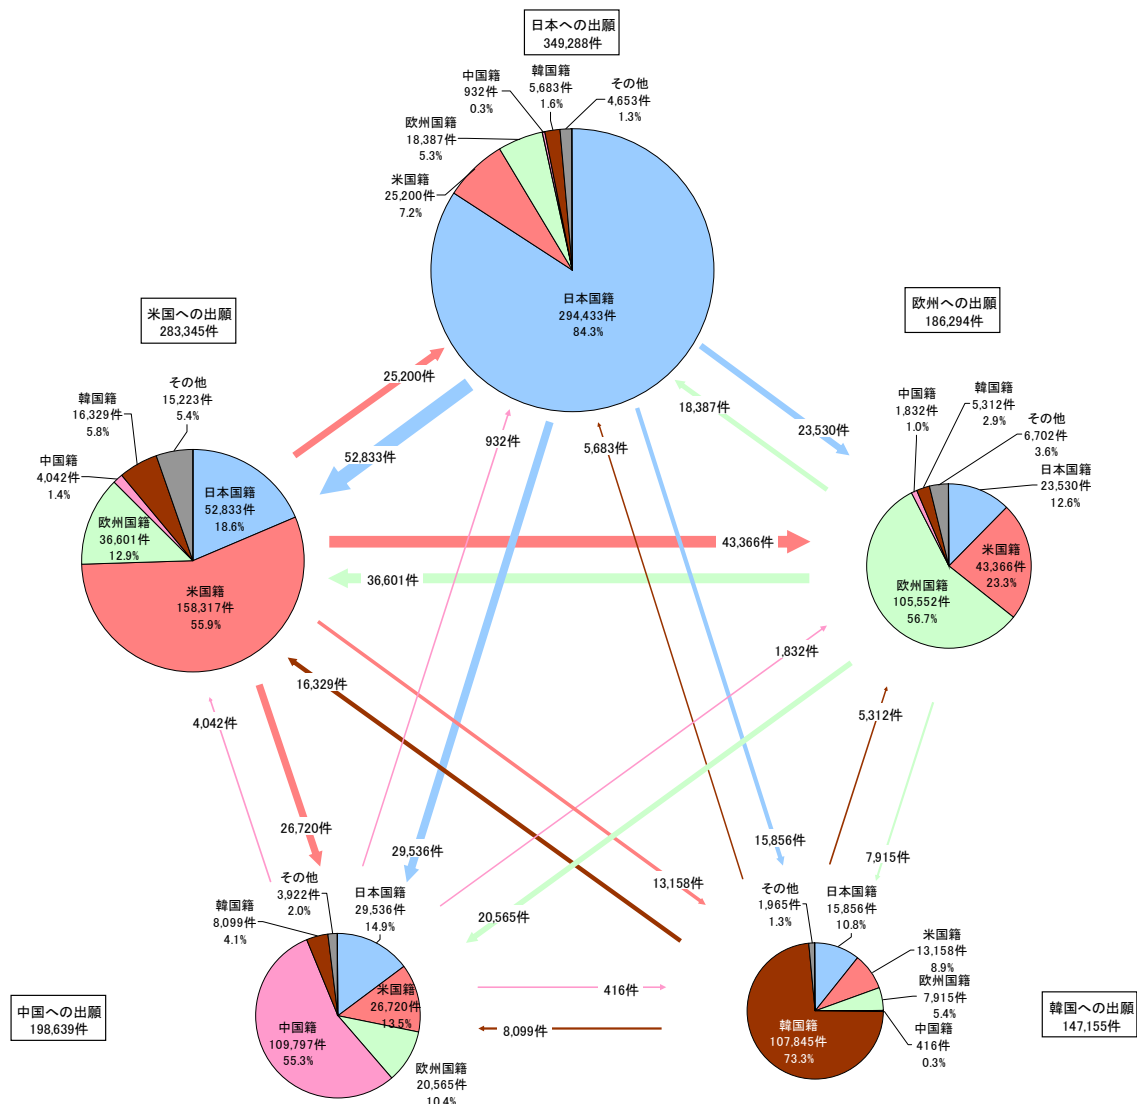 日本への出願
349,288件
中国籍
932件
0.3%
韓国籍
5,683件
1.6%
その他
4,653件
1.3%
欧州国籍
18,387件
5.3%
米国籍
25,200件
7.2%
日本国籍
294,433件
84.3%
米国への出願
283,345件
欧州への出願
186,294件
韓国籍
16,329件
5.8%
その他
15,223件
5.4%
中国籍
4,042件
1.4%
日本国籍
52,833件
18.6%
欧州国籍
36,601件
12.9%
米国籍
158,317件
55.9%
中国籍
1,832件
1.0%
韓国籍
5,312件
2.9%
その他
6,702件
3.6%
日本国籍
23,530件
12.6%
米国籍
43,366件
23.3%
欧州国籍
105,552件
56.7%
25,200件
52,833件
932件
5,683件
18,387件
23,530件
43,366件
36,601件
1,832件
16,329件
4,042件
5,312件
26,720件
29,536件
15,856件
7,915件
13,158件
20,565件
416件
8,099件
その他
3,922件
2.0%
韓国籍
8,099件
4.1%
日本国籍
29,536件
14.9%
米国籍
26,720件
13.5%
中国籍
109,797件
55.3%
欧州国籍
20,565件
10.4%
中国への出願
198,639件
その他
1,965件
1.3%
日本国籍
15,856件
10.8%
米国籍
13,158件
8.9%
欧州国籍
7,915件
5.4%
中国籍
416件
0.3%
韓国籍
107,845件
73.3%
韓国への出願
147,155件